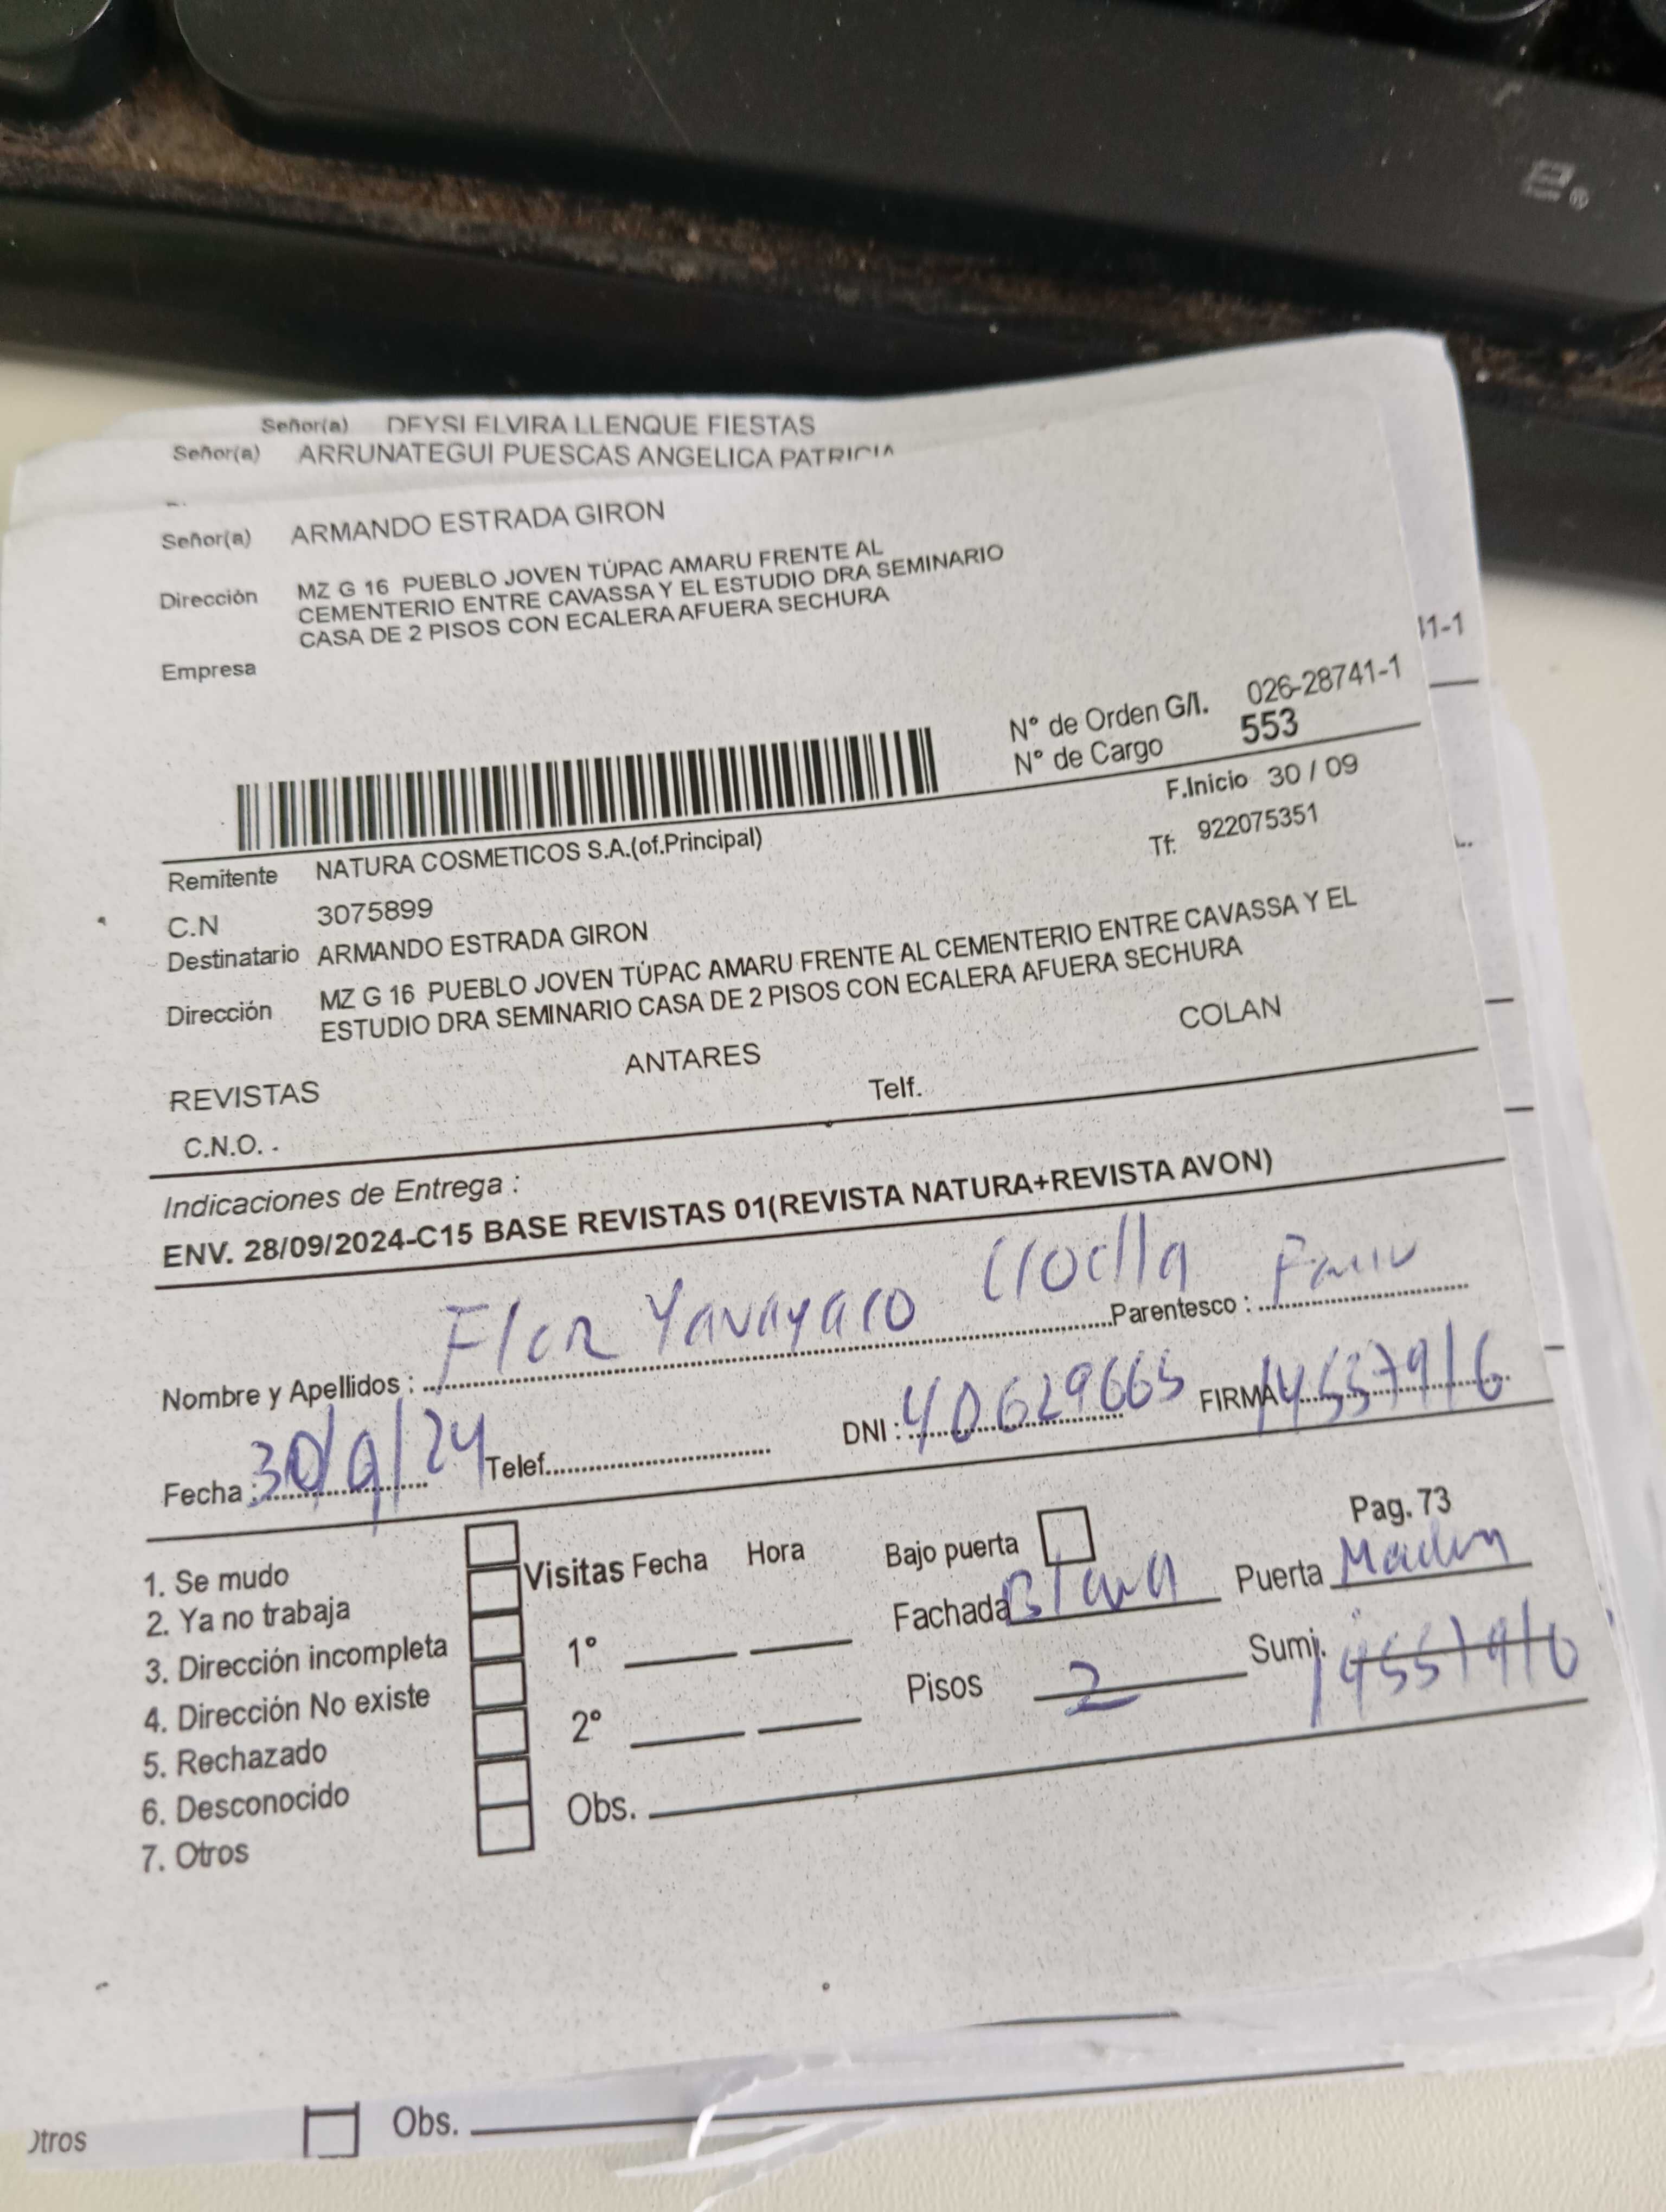 Señor(a) DEYSI ELVIRA LLENQUE FIESTAS
Señor(a) ARRUNATEGUI PUESCAS ANGELICA PATRICIA
Señor(a) ARMANDO ESTRADA GIRON
Dirección MZ G 16 PUEBLO JOVEN TÚPAC AMARU FRENTE AL
CEMENTERIO ENTRE CAVASSA Y EL ESTUDIO DRA SEMINARIO
CASA DE 2 PISOS CON ECALERA AFUERA SECHURA
Empresa
11-1
N° de Orden G/I. 026-28741-1
N° de Cargo 553
F.Inicio 30 / 09
Tf: 922075351
Remitente NATURA COSMETICOS S.A.(of.Principal)
C.N 3075899
Destinatario ARMANDO ESTRADA GIRON
Dirección MZ G 16 PUEBLO JOVEN TÚPAC AMARU FRENTE AL CEMENTERIO ENTRE CAVASSA Y EL
ESTUDIO DRA SEMINARIO CASA DE 2 PISOS CON ECALERA AFUERA SECHURA
REVISTAS ANTARES COLAN
C.N.O. - Telf.
Indicaciones de Entrega :
ENV. 28/09/2024-C15 BASE REVISTAS 01(REVISTA NATURA+REVISTA AVON)
Nombre y Apellidos : Flor Parentesco :
Fecha : 30/9/24 Telef. DNI : 40629665 FIRMA 14557916
Pag. 73
1. Se mudo
2. Ya no trabaja
3. Dirección incompleta
4. Dirección No existe
5. Rechazado
6. Desconocido
7. Otros
Visitas Fecha Hora
1°
2°
Obs.
Bajo puerta
Fachada Blanca Puerta Madera
Pisos 2 Sumi. 14557916
Otros Obs.